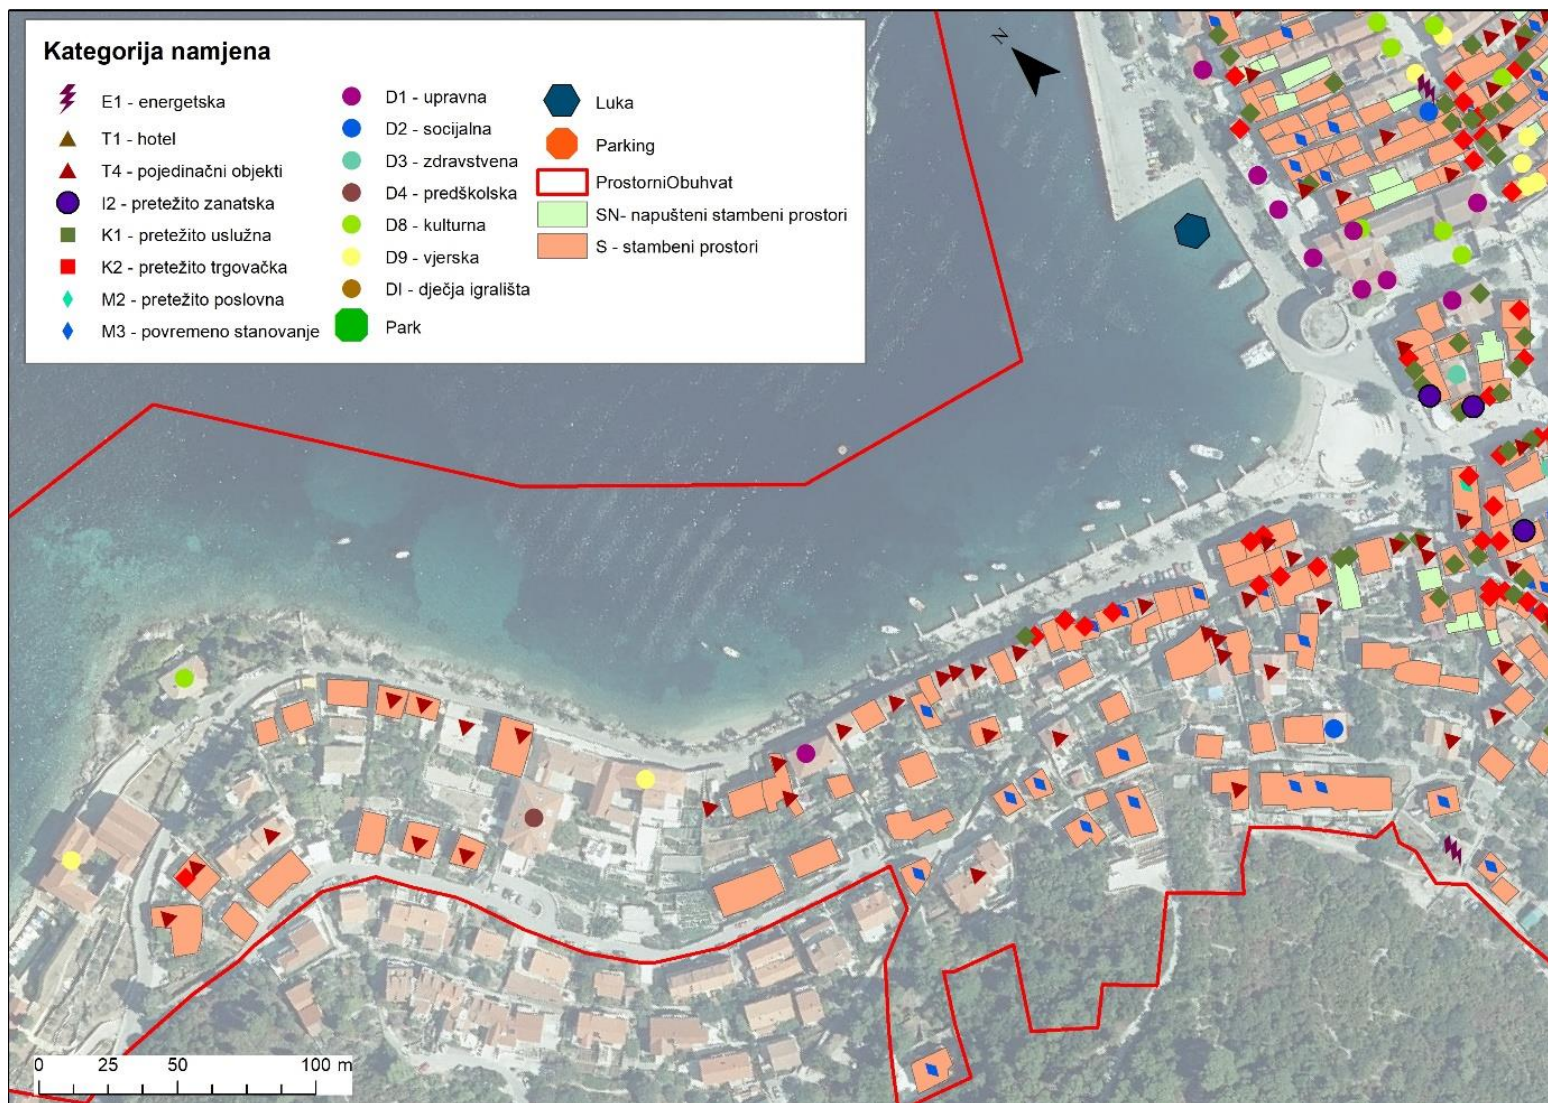 Kategorija namjena
E1 - energetska
T1 - hotel
T4 - pojedinačni objekti
I2 - pretežito zanatska
K1 - pretežito uslužna
K2 - pretežito trgovačka
M2 - pretežito poslovna
M3 - povremeno stanovanje
D1 - upravna
D2 - socijalna
D3 - zdravstvena
D4 - predškolska
D8 - kulturna
D9 - vjerska
DI - dječja igrališta
Park
Luka
Parking
ProstorniObuhvat
SN- napušteni stambeni prostori
S - stambeni prostori
N
0 25 50 100 m